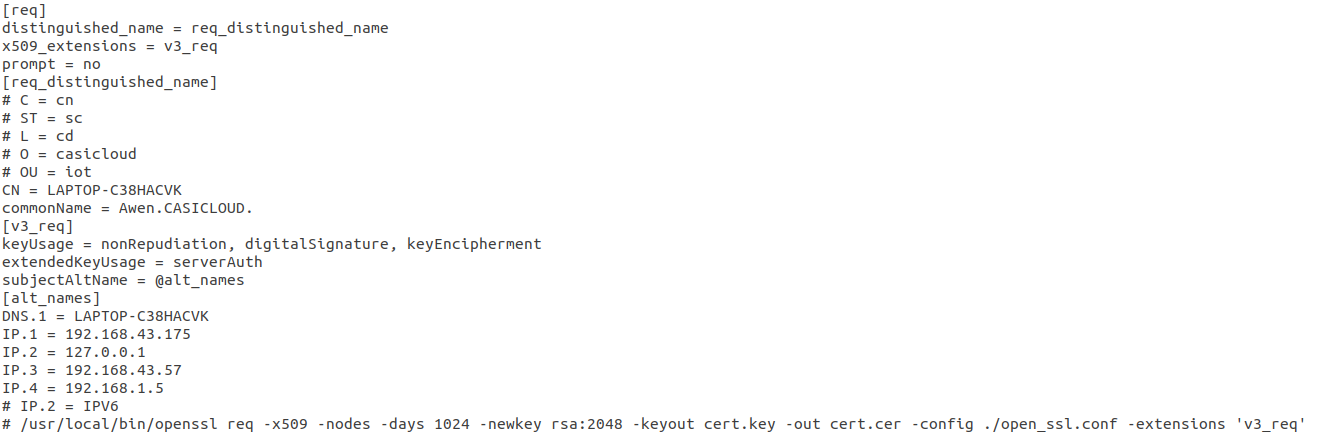 [req]
distinguished_name = req_distinguished_name
x509_extensions = v3_req
prompt = no
[req_distinguished_name]
# C = cn
# ST = sc
# L = cd
# O = casicloud
# OU = iot
CN = LAPTOP-C38HACVK
commonName = Awen.CASICLOUD.
[v3_req]
keyUsage = nonRepudiation, digitalSignature, keyEncipherment
extendedKeyUsage = serverAuth
subjectAltName = @alt_names
[alt_names]
DNS.1 = LAPTOP-C38HACVK
IP.1 = 192.168.43.175
IP.2 = 127.0.0.1
IP.3 = 192.168.43.57
IP.4 = 192.168.1.5
# IP.2 = IPV6
# /usr/local/bin/openssl req -x509 -nodes -days 1024 -newkey rsa:2048 -keyout cert.key -out cert.cer -config ./open_ssl.conf -extensions 'v3_req'